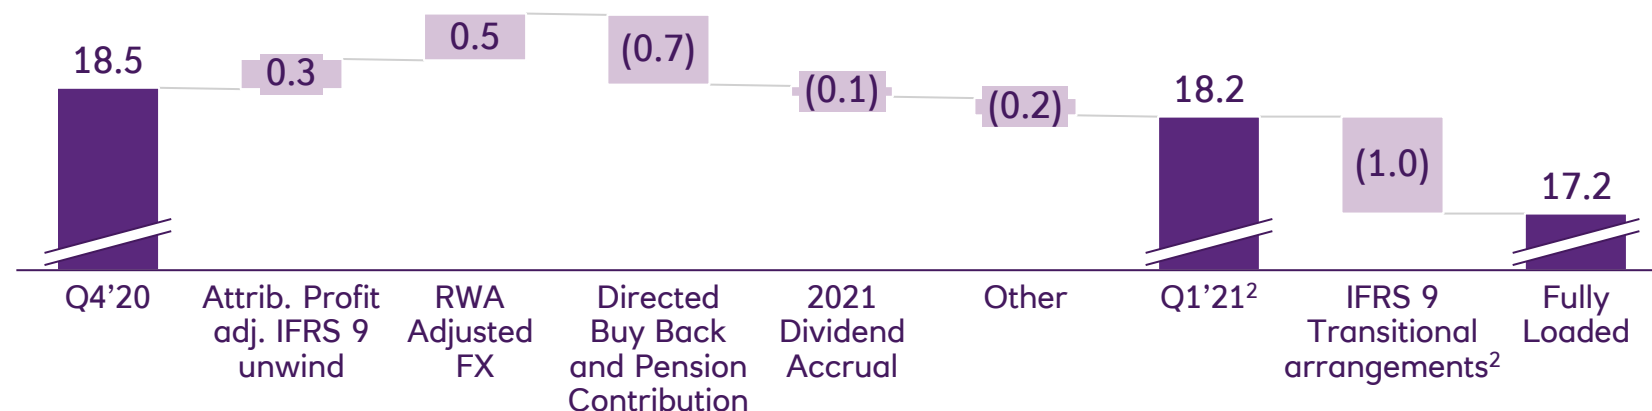 18.5
0.3
0.5
(0.7)
(0.1)
(0.2)
18.2
(1.0)
17.2
Q4’20
Attrib. Profit
adj. IFRS 9
unwind
RWA
Adjusted
FX
Directed
Buy Back
and Pension
Contribution
2021
Dividend
Accrual
Other
Q1’21²
IFRS 9
Transitional
arrangements²
Fully
Loaded